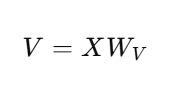 V = XW_V